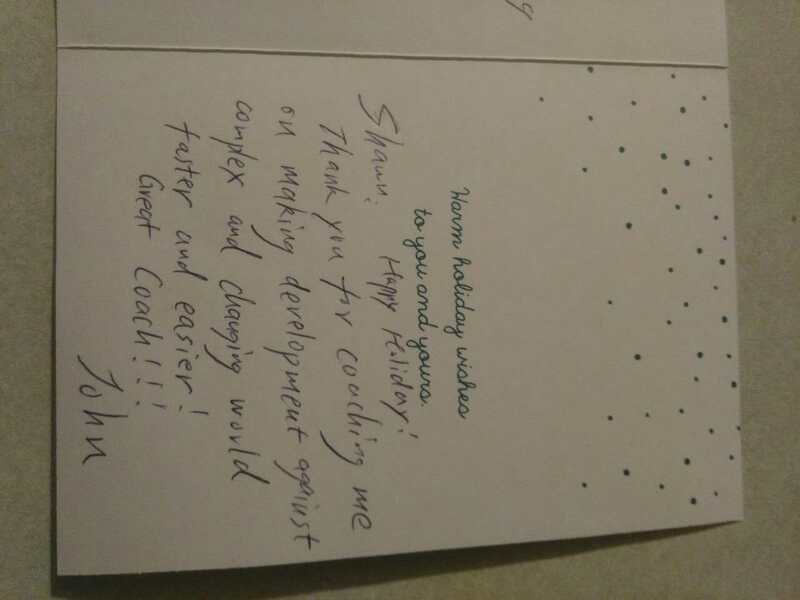 Warm holiday wishes
to you and yours.
Shawn. Happy Holiday!
Thank you for coaching me
on making development against
complex and changing world
faster and easier!
Great Coach!!!
John